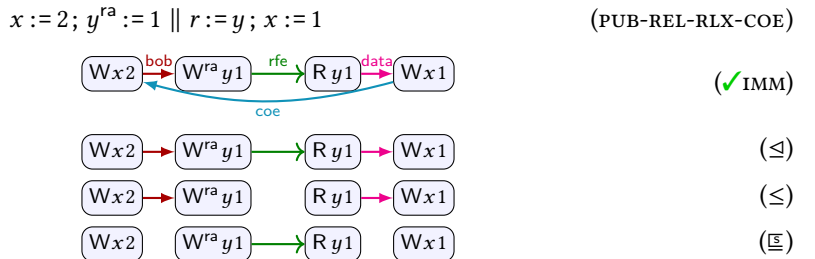 x := 2; y^ra := 1 ∥ r := y; x := 1 (PUB-REL-RLX-COE)
bob rfe data
Wx2 W^ra y1 R y1 Wx1 (✓IMM)
coe
Wx2 W^ra y1 R y1 Wx1 (⊴)
Wx2 W^ra y1 R y1 Wx1 (≤)
Wx2 W^ra y1 R y1 Wx1 (⊑s)